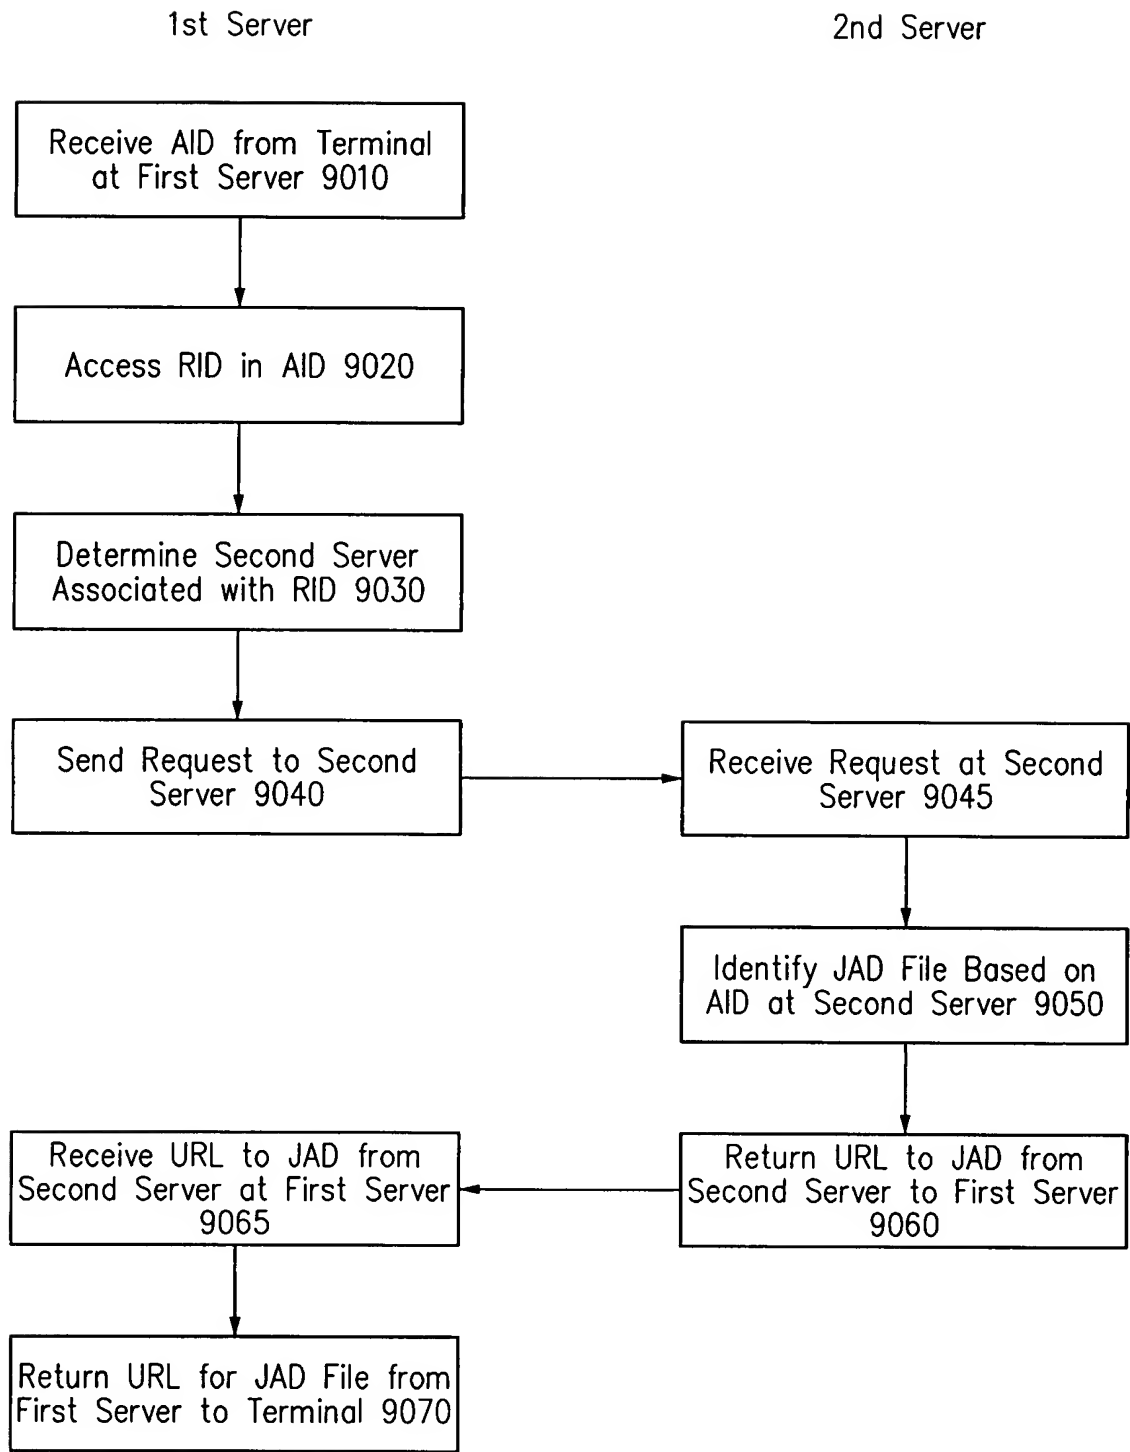 1st Server
2nd Server
Receive AID from Terminal
at First Server 9010
Access RID in AID 9020
Determine Second Server
Associated with RID 9030
Send Request to Second
Server 9040
Receive Request at Second
Server 9045
Identify JAD File Based on
AID at Second Server 9050
Return URL to JAD from
Second Server to First Server
9060
Receive URL to JAD from
Second Server at First Server
9065
Return URL for JAD File from
First Server to Terminal 9070